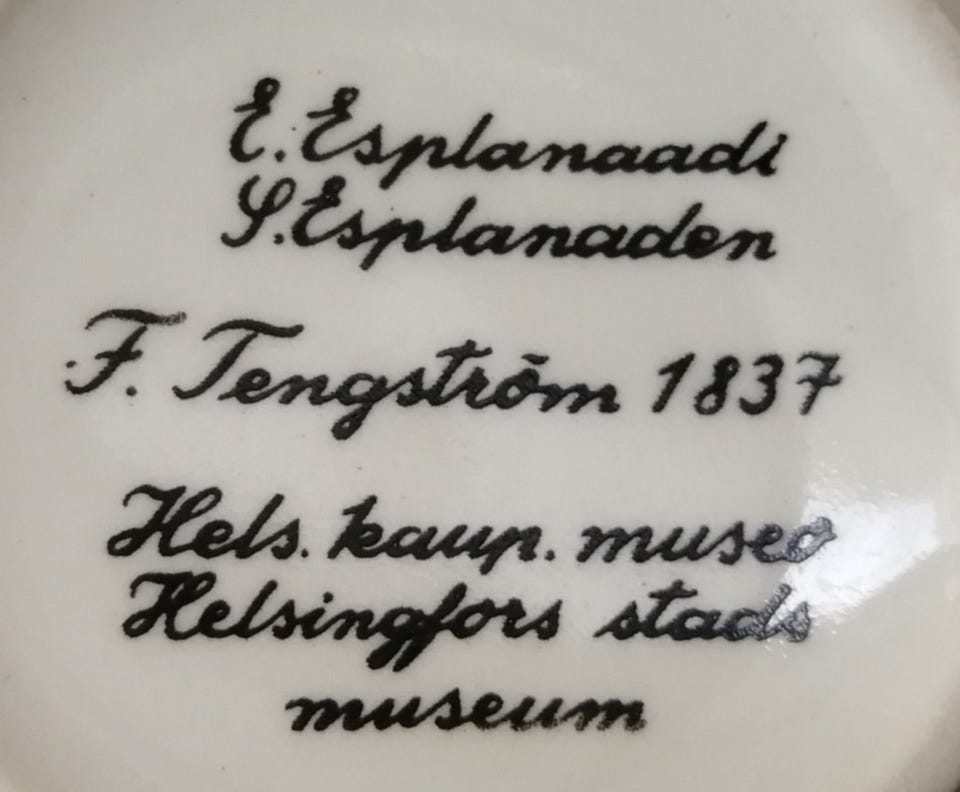 E. Esplanaadi
S. Esplanaden
F. Tengström 1837
Hels. kaup. museo
Helsingfors stads
museum